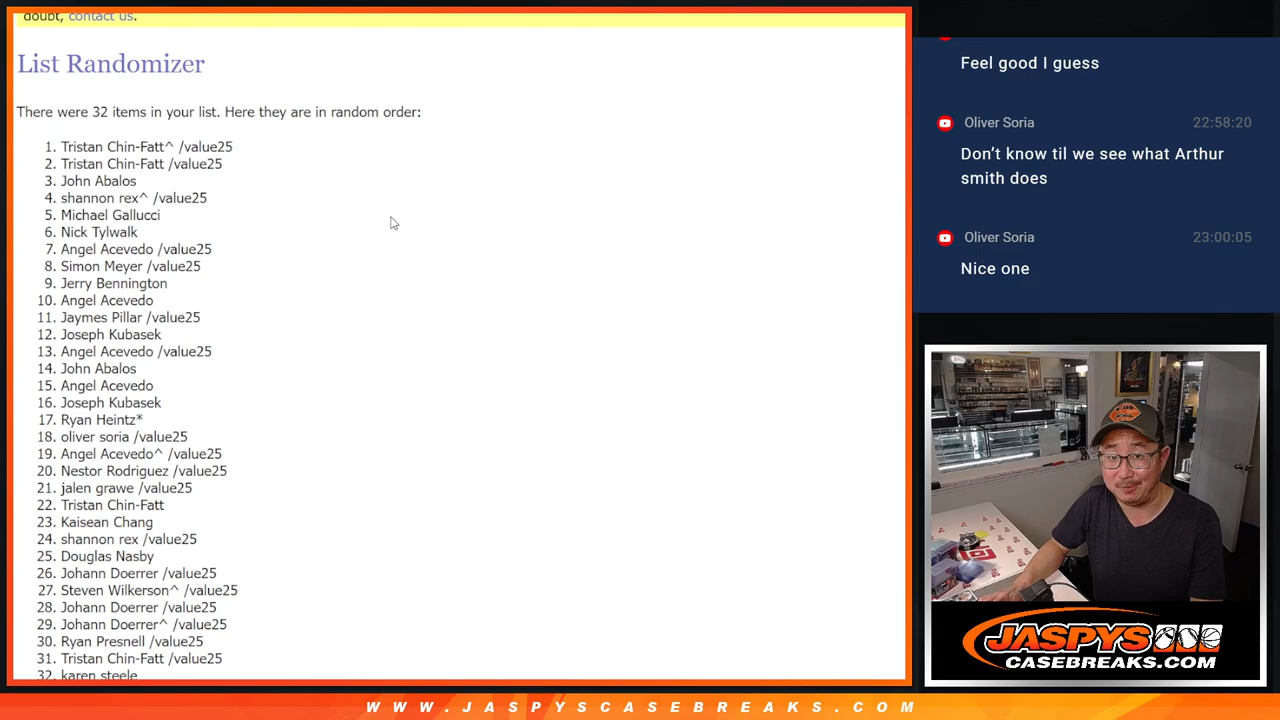 doubt, contact us.
List Randomizer
There were 32 items in your list. Here they are in random order:
1. Tristan Chin-Fatt^ /value25
2. Tristan Chin-Fatt /value25
3. John Abalos
4. shannon rex^ /value25
5. Michael Gallucci
6. Nick Tylwalk
7. Angel Acevedo /value25
8. Simon Meyer /value25
9. Jerry Bennington
10. Angel Acevedo
11. Jaymes Pillar /value25
12. Joseph Kubasek
13. Angel Acevedo /value25
14. John Abalos
15. Angel Acevedo
16. Joseph Kubasek
17. Ryan Heintz*
18. oliver soria /value25
19. Angel Acevedo^ /value25
20. Nestor Rodriguez /value25
21. jalen grawe /value25
22. Tristan Chin-Fatt
23. Kaisean Chang
24. shannon rex /value25
25. Douglas Nasby
26. Johann Doerrer /value25
27. Steven Wilkerson^ /value25
28. Johann Doerrer /value25
29. Johann Doerrer^ /value25
30. Ryan Presnell /value25
31. Tristan Chin-Fatt /value25
32. karen steele
Feel good I guess
Oliver Soria 22:58:20
Don’t know til we see what Arthur
smith does
Oliver Soria 23:00:05
Nice one
JASPYS
CASEBREAKS.COM
WWW.JASPYSCASEBREAKS.COM